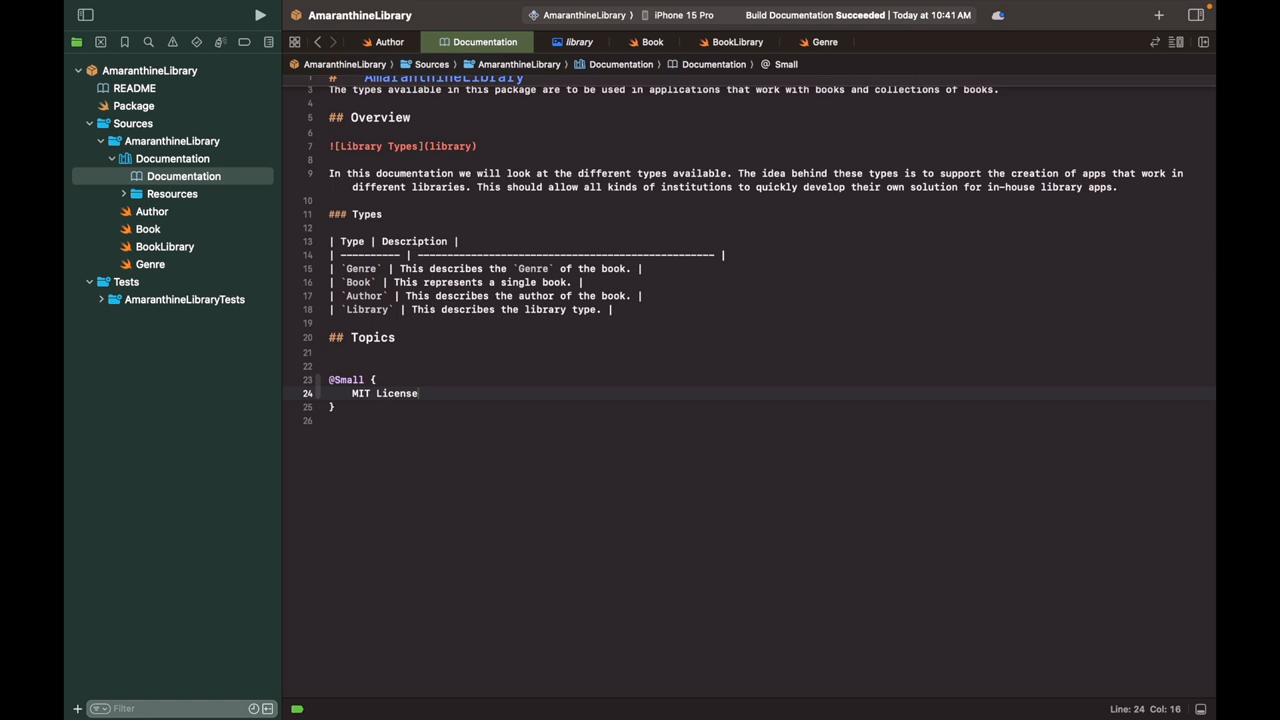 AmaranthineLibrary
AmaranthineLibrary
iPhone 15 Pro
Build Documentation Succeeded | Today at 10:41 AM
Author
Documentation
library
Book
BookLibrary
Genre
AmaranthineLibrary
Sources
AmaranthineLibrary
Documentation
Documentation
@ Small
AmaranthineLibrary
README
Package
Sources
AmaranthineLibrary
Documentation
Documentation
Resources
Author
Book
BookLibrary
Genre
Tests
AmaranthineLibraryTests
Filter
1 # AmaranthineLibrary
3 The types available in this package are to be used in applications that work with books and collections of books.
4
5 ## Overview
6
7 ![Library Types](library)
8
9 In this documentation we will look at the different types available. The idea behind these types is to support the creation of apps that work in
different libraries. This should allow all kinds of institutions to quickly develop their own solution for in-house library apps.
10
11 ### Types
12
13 | Type | Description |
14 | ---------- | -------------------------------------------------- |
15 | `Genre` | This describes the `Genre` of the book. |
16 | `Book` | This represents a single book. |
17 | `Author` | This describes the author of the book. |
18 | `Library` | This describes the library type. |
19
20 ## Topics
21
22
23 @Small {
24 MIT License
25 }
26
Line: 24 Col: 16